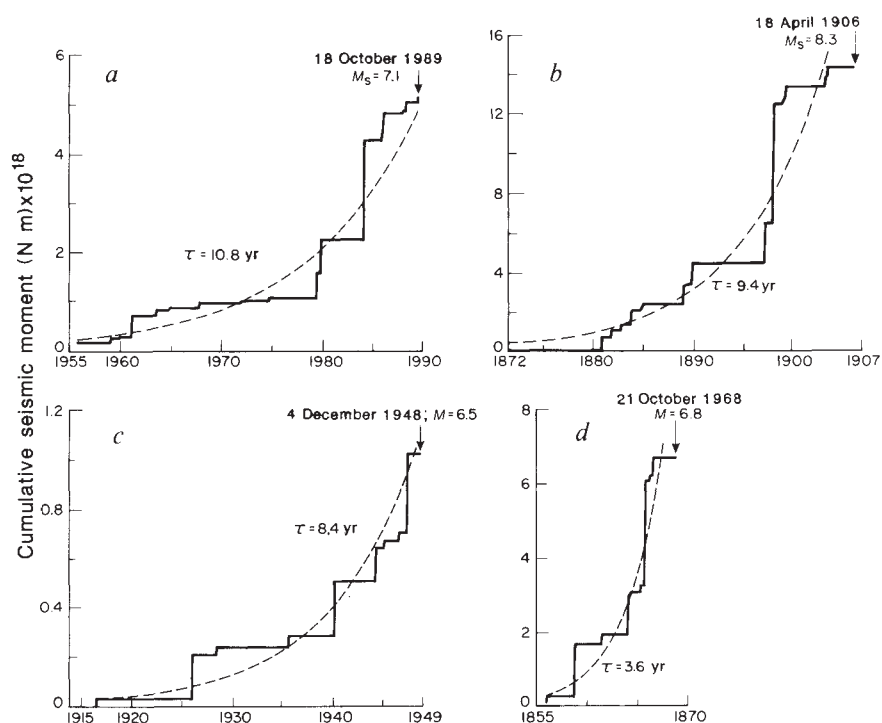 Cumulative seismic moment (N m)x10^18
a
18 October 1989
Ms=7.1
τ = 10.8 yr
6
4
2
0
1955 1960 1970 1980 1990
b
18 April 1906
Ms= 8.3
τ = 9.4 yr
16
12
8
4
0
1872 1880 1890 1900 1907
c
4 December 1948; M=6.5
τ = 8.4 yr
1.2
0.8
0.4
0
1915 1920 1930 1940 1949
d
21 October 1968
M=6.8
τ = 3.6 yr
8
6
4
2
0
1855 1870